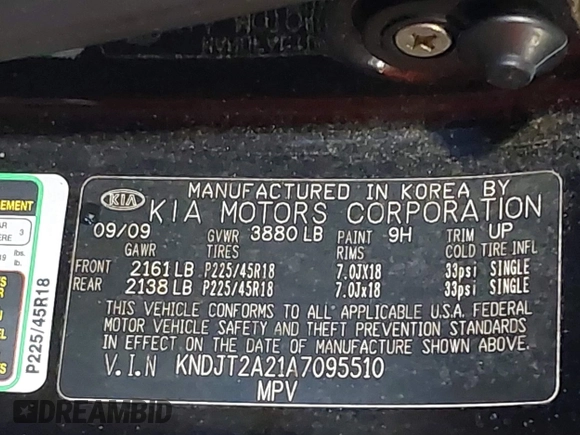 MANUFACTURED IN KOREA BY
KIA
KIA MOTORS CORPORATION
09/09 GVWR 3880 LB PAINT 9H TRIM UP
GAWR TIRES RIMS COLD TIRE INFL
FRONT 2161 LB P225/45R18 7.0JX18 33psi SINGLE
REAR 2138 LB P225/45R18 7.0Jx18 33psi SINGLE
THIS VEHICLE CONFORMS TO ALL APPLICABLE U.S.A. FEDERAL
MOTOR VEHICLE SAFETY AND THEFT PREVENTION STANDARDS
IN EFFECT ON THE DATE OF MANUFACTURE SHOWN ABOVE.
V.I.N KNDJT2A21A7095510
MPV
P225/45R18
3
lbs.
lb.
DREAMBID